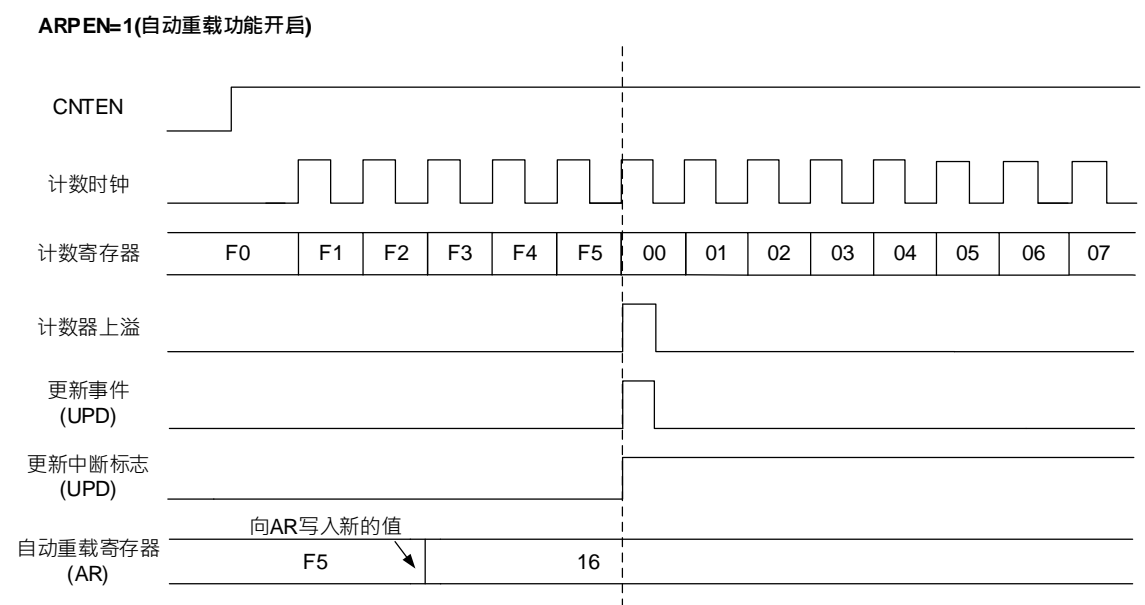 ARPEN=1(自动重载功能开启)
CNTEN
计数时钟
计数寄存器
F0 F1 F2 F3 F4 F5 00 01 02 03 04 05 06 07
计数器上溢
更新事件
(UPD)
更新中断标志
(UPD)
向AR写入新的值
自动重载寄存器
(AR)
F5 16